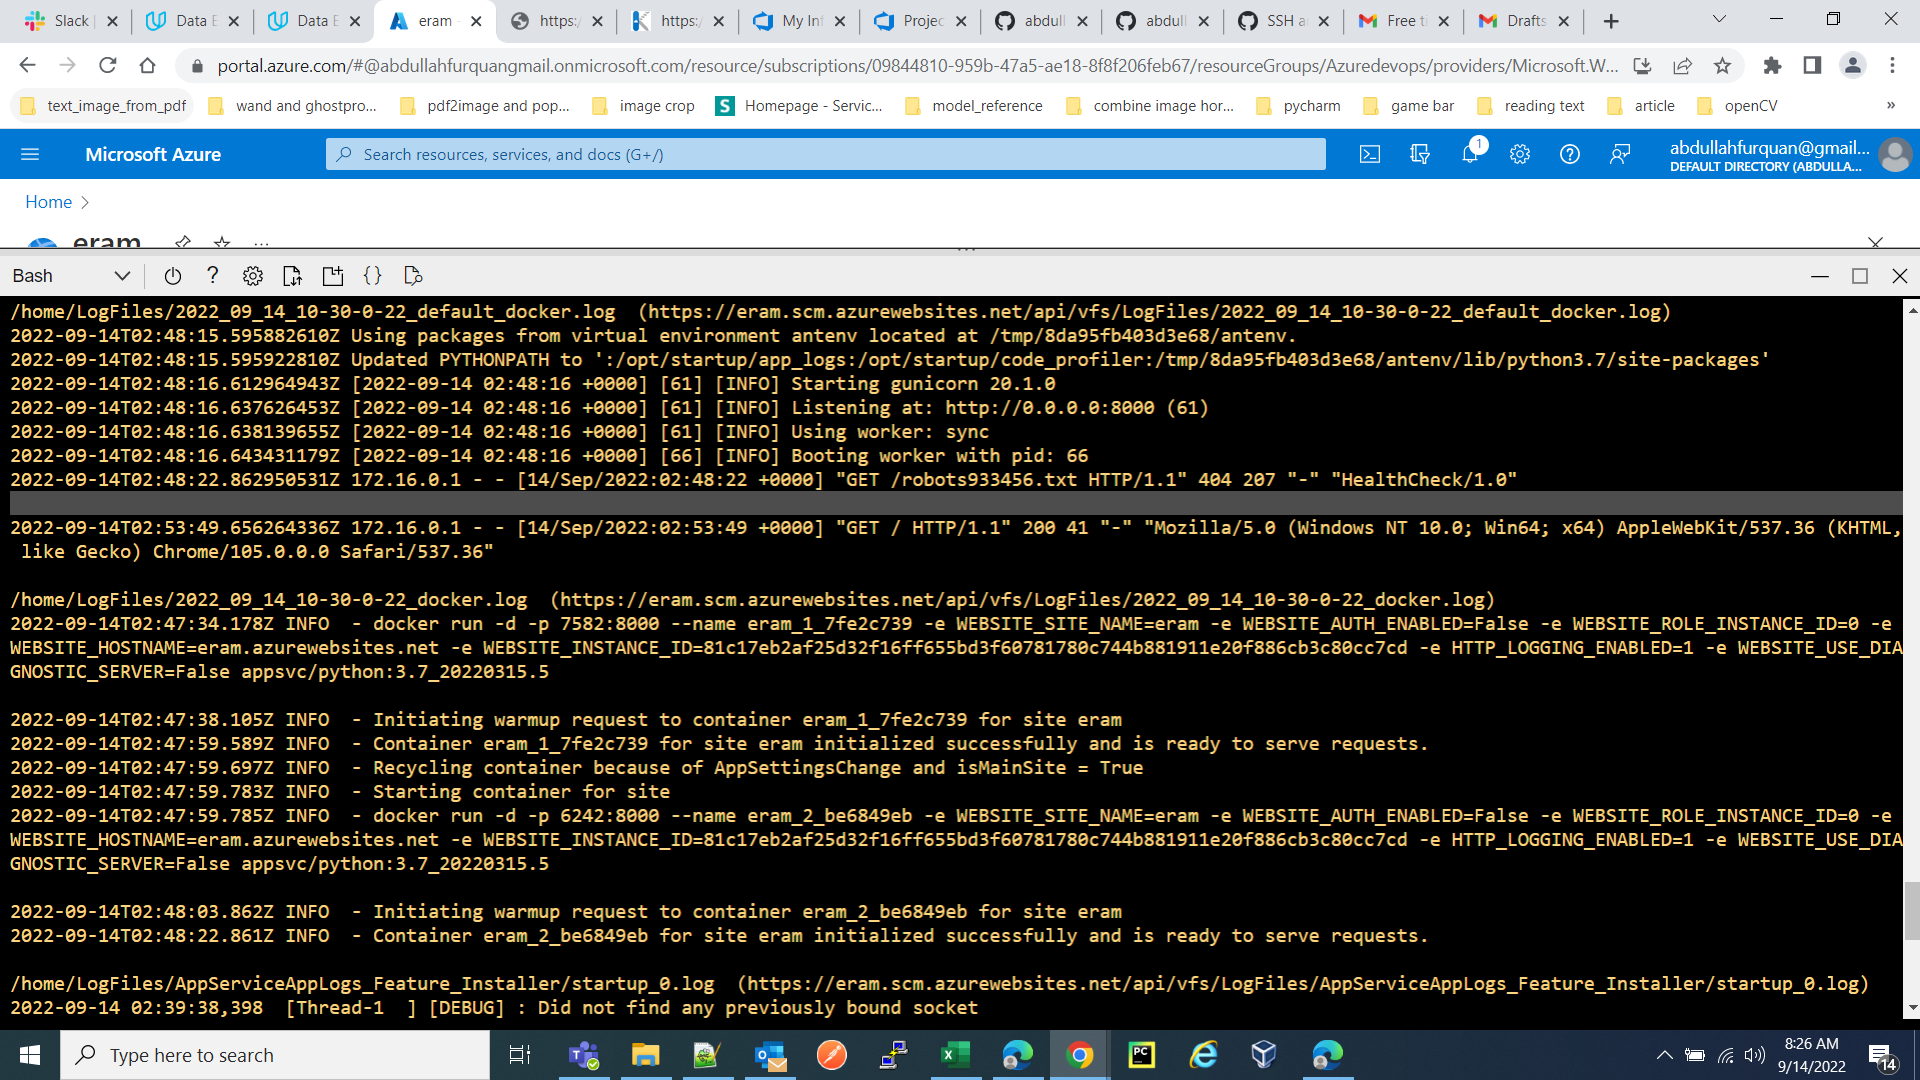 Slack
Data E
Data E
eram
https:/
https:/
My In
Projec
abdull
abdull
SSH a
Free t
Drafts
portal.azure.com/#@abdullahfurquangmail.onmicrosoft.com/resource/subscriptions/09844810-959b-47a5-ae18-8f8f206feb67/resourceGroups/Azuredevops/providers/Microsoft.W...
text_image_from_pdf
wand and ghostpro...
pdf2image and pop...
image crop
S Homepage - Servic...
model_reference
combine image hor...
pycharm
game bar
reading text
article
openCV
»
Microsoft Azure
Search resources, services, and docs (G+/)
1
abdullahfurquan@gmail...
DEFAULT DIRECTORY (ABDULLA...
Home >
eram
...
Bash
? { }
/home/LogFiles/2022_09_14_10-30-0-22_default_docker.log  (https://eram.scm.azurewebsites.net/api/vfs/LogFiles/2022_09_14_10-30-0-22_default_docker.log)
2022-09-14T02:48:15.595882610Z Using packages from virtual environment antenv located at /tmp/8da95fb403d3e68/antenv.
2022-09-14T02:48:15.595922810Z Updated PYTHONPATH to ':/opt/startup/app_logs:/opt/startup/code_profiler:/tmp/8da95fb403d3e68/antenv/lib/python3.7/site-packages'
2022-09-14T02:48:16.612964943Z [2022-09-14 02:48:16 +0000] [61] [INFO] Starting gunicorn 20.1.0
2022-09-14T02:48:16.637626453Z [2022-09-14 02:48:16 +0000] [61] [INFO] Listening at: http://0.0.0.0:8000 (61)
2022-09-14T02:48:16.638139655Z [2022-09-14 02:48:16 +0000] [61] [INFO] Using worker: sync
2022-09-14T02:48:16.643431179Z [2022-09-14 02:48:16 +0000] [66] [INFO] Booting worker with pid: 66
2022-09-14T02:48:22.862950531Z 172.16.0.1 - - [14/Sep/2022:02:48:22 +0000] "GET /robots933456.txt HTTP/1.1" 404 207 "-" "HealthCheck/1.0"
2022-09-14T02:53:49.656264336Z 172.16.0.1 - - [14/Sep/2022:02:53:49 +0000] "GET / HTTP/1.1" 200 41 "-" "Mozilla/5.0 (Windows NT 10.0; Win64; x64) AppleWebKit/537.36 (KHTML,
like Gecko) Chrome/105.0.0.0 Safari/537.36"
/home/LogFiles/2022_09_14_10-30-0-22_docker.log  (https://eram.scm.azurewebsites.net/api/vfs/LogFiles/2022_09_14_10-30-0-22_docker.log)
2022-09-14T02:47:34.178Z INFO  - docker run -d -p 7582:8000 --name eram_1_7fe2c739 -e WEBSITE_SITE_NAME=eram -e WEBSITE_AUTH_ENABLED=False -e WEBSITE_ROLE_INSTANCE_ID=0 -e
WEBSITE_HOSTNAME=eram.azurewebsites.net -e WEBSITE_INSTANCE_ID=81c17eb2af25d32f16ff655bd3f60781780c744b881911e20f886cb3c80cc7cd -e HTTP_LOGGING_ENABLED=1 -e WEBSITE_USE_DIA
GNOSTIC_SERVER=False appsvc/python:3.7_20220315.5
2022-09-14T02:47:38.105Z INFO  - Initiating warmup request to container eram_1_7fe2c739 for site eram
2022-09-14T02:47:59.589Z INFO  - Container eram_1_7fe2c739 for site eram initialized successfully and is ready to serve requests.
2022-09-14T02:47:59.697Z INFO  - Recycling container because of AppSettingsChange and isMainSite = True
2022-09-14T02:47:59.783Z INFO  - Starting container for site
2022-09-14T02:47:59.785Z INFO  - docker run -d -p 6242:8000 --name eram_2_be6849eb -e WEBSITE_SITE_NAME=eram -e WEBSITE_AUTH_ENABLED=False -e WEBSITE_ROLE_INSTANCE_ID=0 -e
WEBSITE_HOSTNAME=eram.azurewebsites.net -e WEBSITE_INSTANCE_ID=81c17eb2af25d32f16ff655bd3f60781780c744b881911e20f886cb3c80cc7cd -e HTTP_LOGGING_ENABLED=1 -e WEBSITE_USE_DIA
GNOSTIC_SERVER=False appsvc/python:3.7_20220315.5
2022-09-14T02:48:03.862Z INFO  - Initiating warmup request to container eram_2_be6849eb for site eram
2022-09-14T02:48:22.861Z INFO  - Container eram_2_be6849eb for site eram initialized successfully and is ready to serve requests.
/home/LogFiles/AppServiceAppLogs_Feature_Installer/startup_0.log  (https://eram.scm.azurewebsites.net/api/vfs/LogFiles/AppServiceAppLogs_Feature_Installer/startup_0.log)
2022-09-14 02:39:38,398  [Thread-1  ] [DEBUG] : Did not find any previously bound socket
Type here to search
8:26 AM
9/14/2022
14